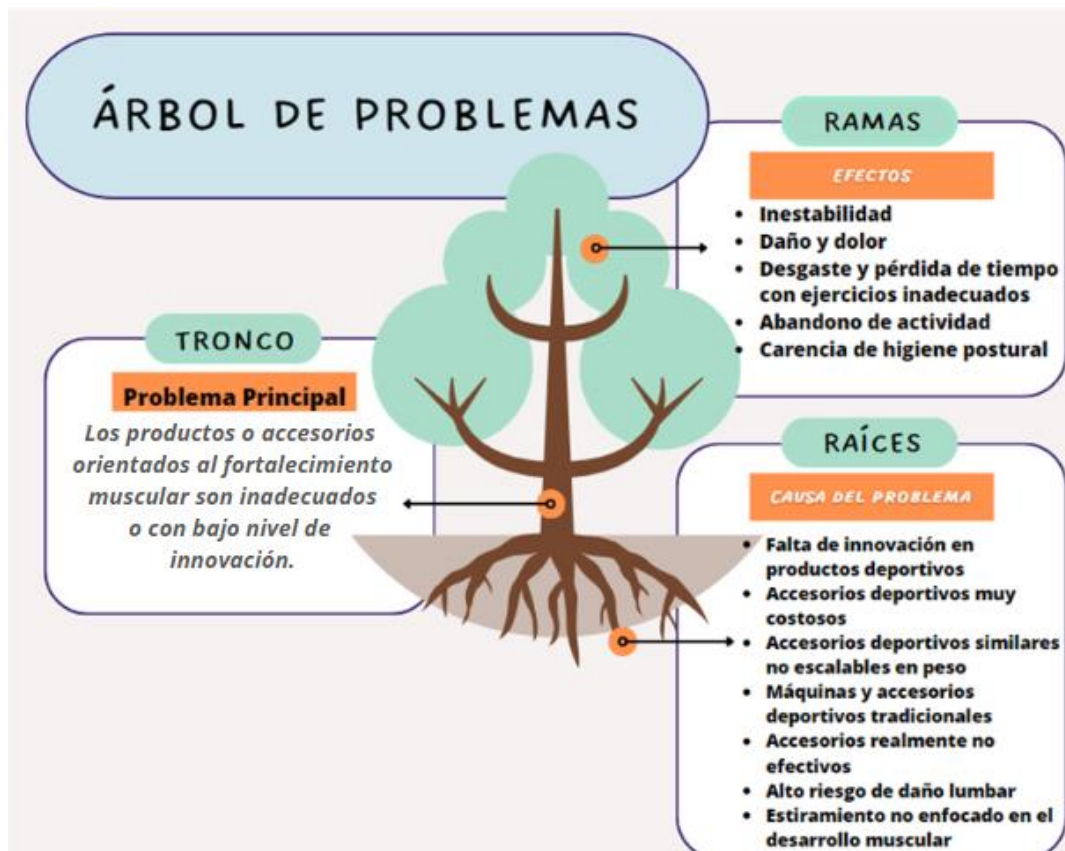 ÁRBOL DE PROBLEMAS
TRONCO
Problema Principal
Los productos o accesorios
orientados al fortalecimiento
muscular son inadecuados
o con bajo nivel de
innovación.
RAMAS
EFECTOS
• Inestabilidad
• Daño y dolor
• Desgaste y pérdida de tiempo
con ejercicios inadecuados
• Abandono de actividad
• Carencia de higiene postural
RAÍCES
CAUSA DEL PROBLEMA
• Falta de innovación en
productos deportivos
• Accesorios deportivos muy
costosos
• Accesorios deportivos similares
no escalables en peso
• Máquinas y accesorios
deportivos tradicionales
• Accesorios realmente no
efectivos
• Alto riesgo de daño lumbar
• Estiramiento no enfocado en el
desarrollo muscular